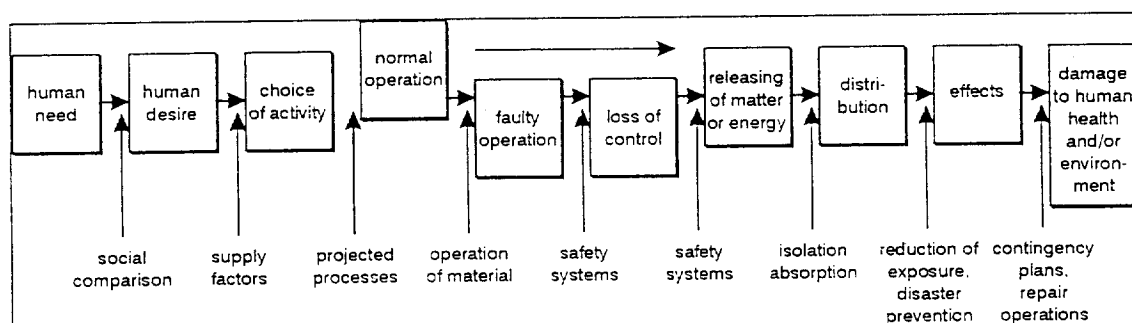 human
need
human
desire
choice
of activity
normal
operation
faulty
operation
loss of
control
releasing
of matter
or energy
distri-
bution
effects
damage
to human
health
and/or
environ-
ment
social
comparison
supply
factors
projected
processes
operation
of material
safety
systems
safety
systems
isolation
absorption
reduction of
exposure,
disaster
prevention
contingency
plans,
repair
operations